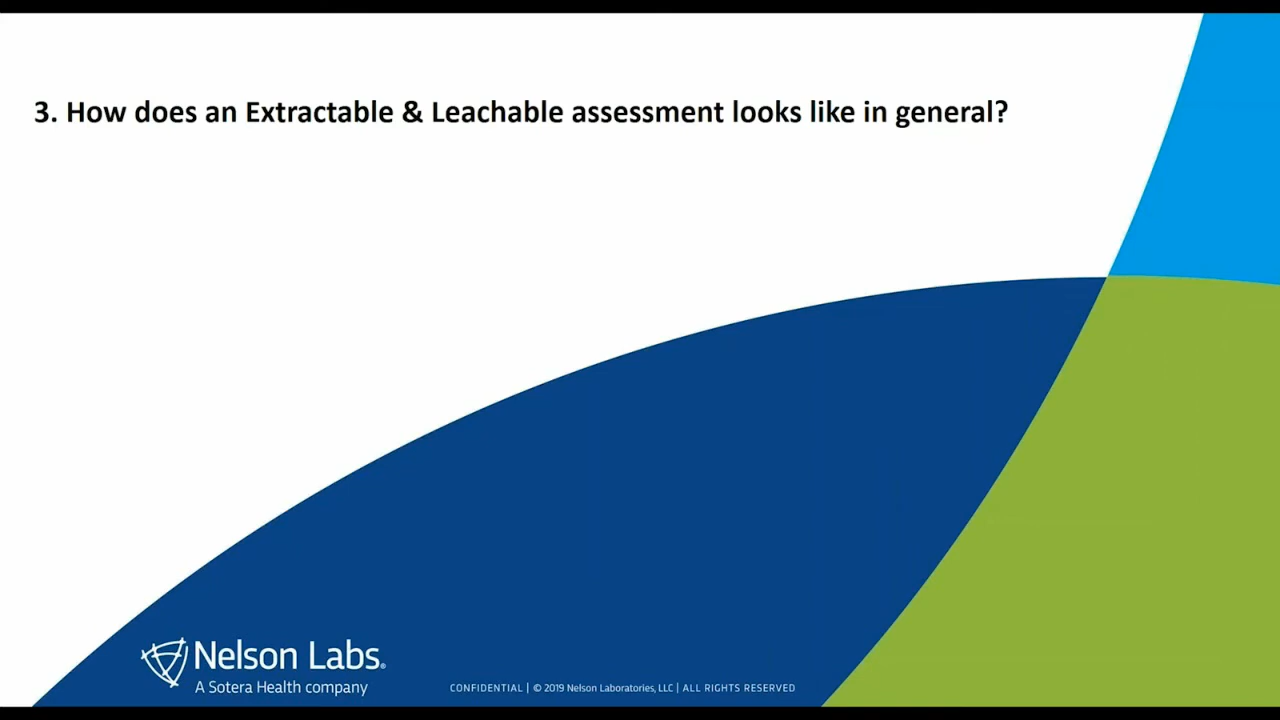 3. How does an Extractable & Leachable assessment looks like in general?
Nelson Labs®
A Sotera Health company
CONFIDENTIAL | © 2019 Nelson Laboratories, LLC | ALL RIGHTS RESERVED